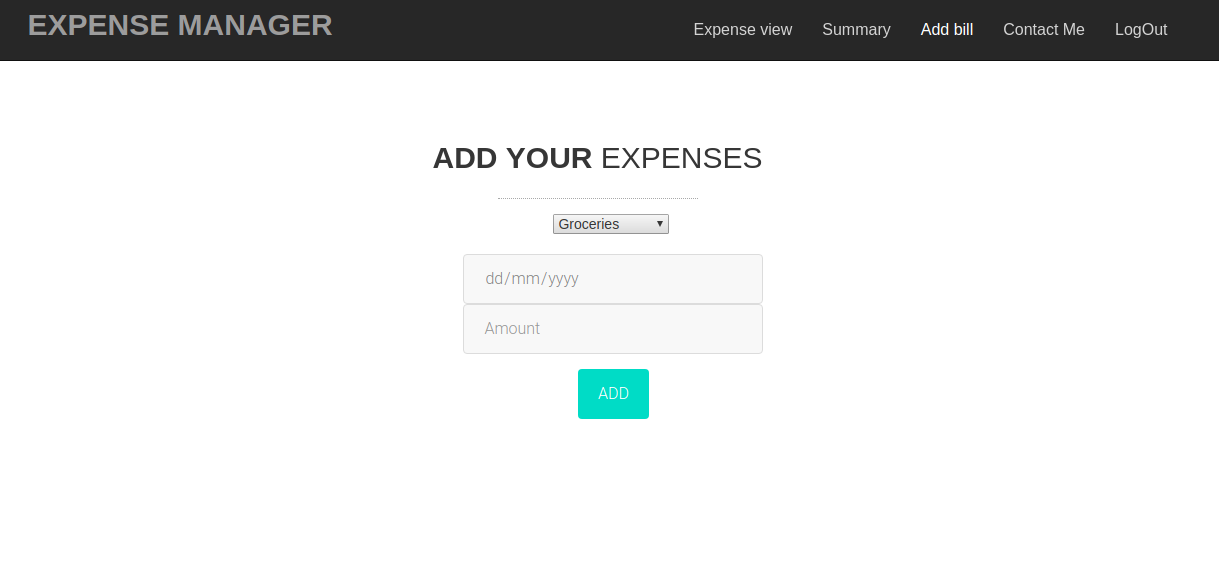 EXPENSE MANAGER
Expense view Summary Add bill Contact Me LogOut
ADD YOUR EXPENSES
Groceries
dd/mm/yyyy
Amount
ADD